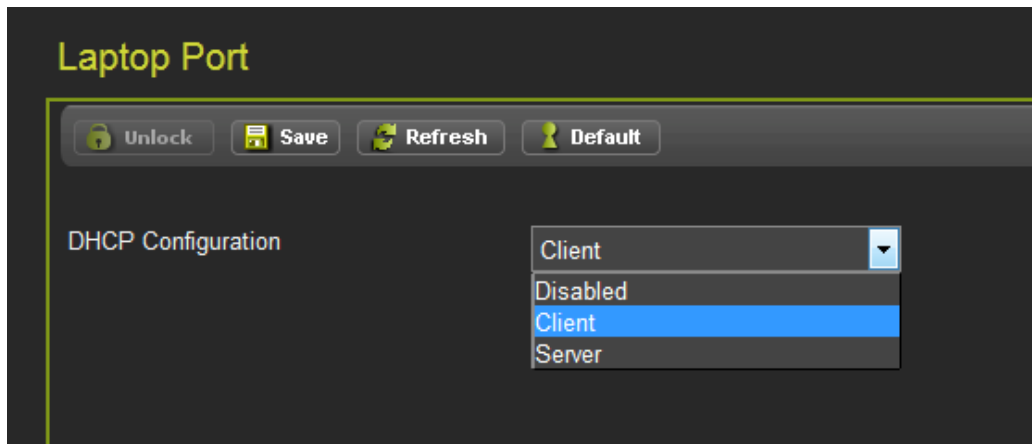 Laptop Port
Unlock Save Refresh Default
DHCP Configuration Client
Disabled
Client
Server